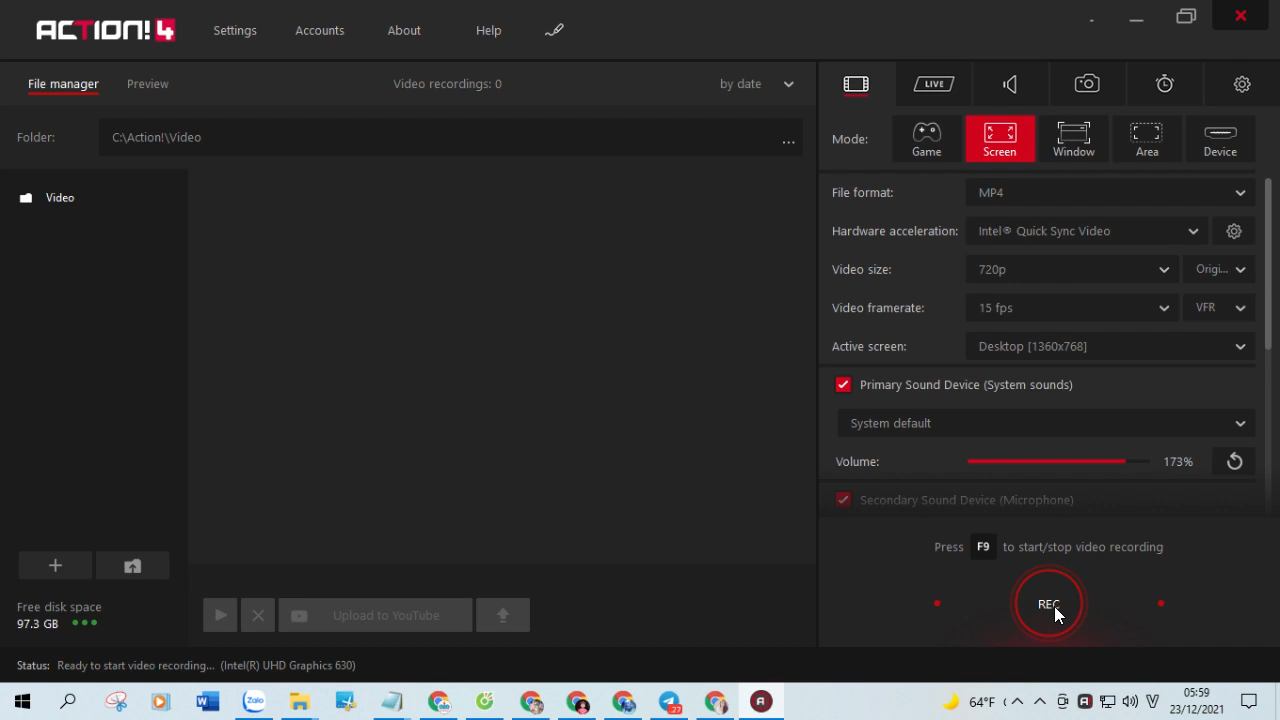 ACTION! 4
Settings
Accounts
About
Help
File manager
Preview
Video recordings: 0
by date
LIVE
Folder:
C:\Action!\Video
...
Mode:
Game
Screen
Window
Area
Device
Video
File format:
MP4
Hardware acceleration:
Intel® Quick Sync Video
Video size:
720p
Origi...
Video framerate:
15 fps
VFR
Active screen:
Desktop [1360x768]
Primary Sound Device (System sounds)
System default
Volume:
173%
Secondary Sound Device (Microphone)
Press F9 to start/stop video recording
REC
Free disk space
97.3 GB
Upload to YouTube
Status: Ready to start video recording... (Intel(R) UHD Graphics 630)
Zalo
27
64°F
05:59
23/12/2021